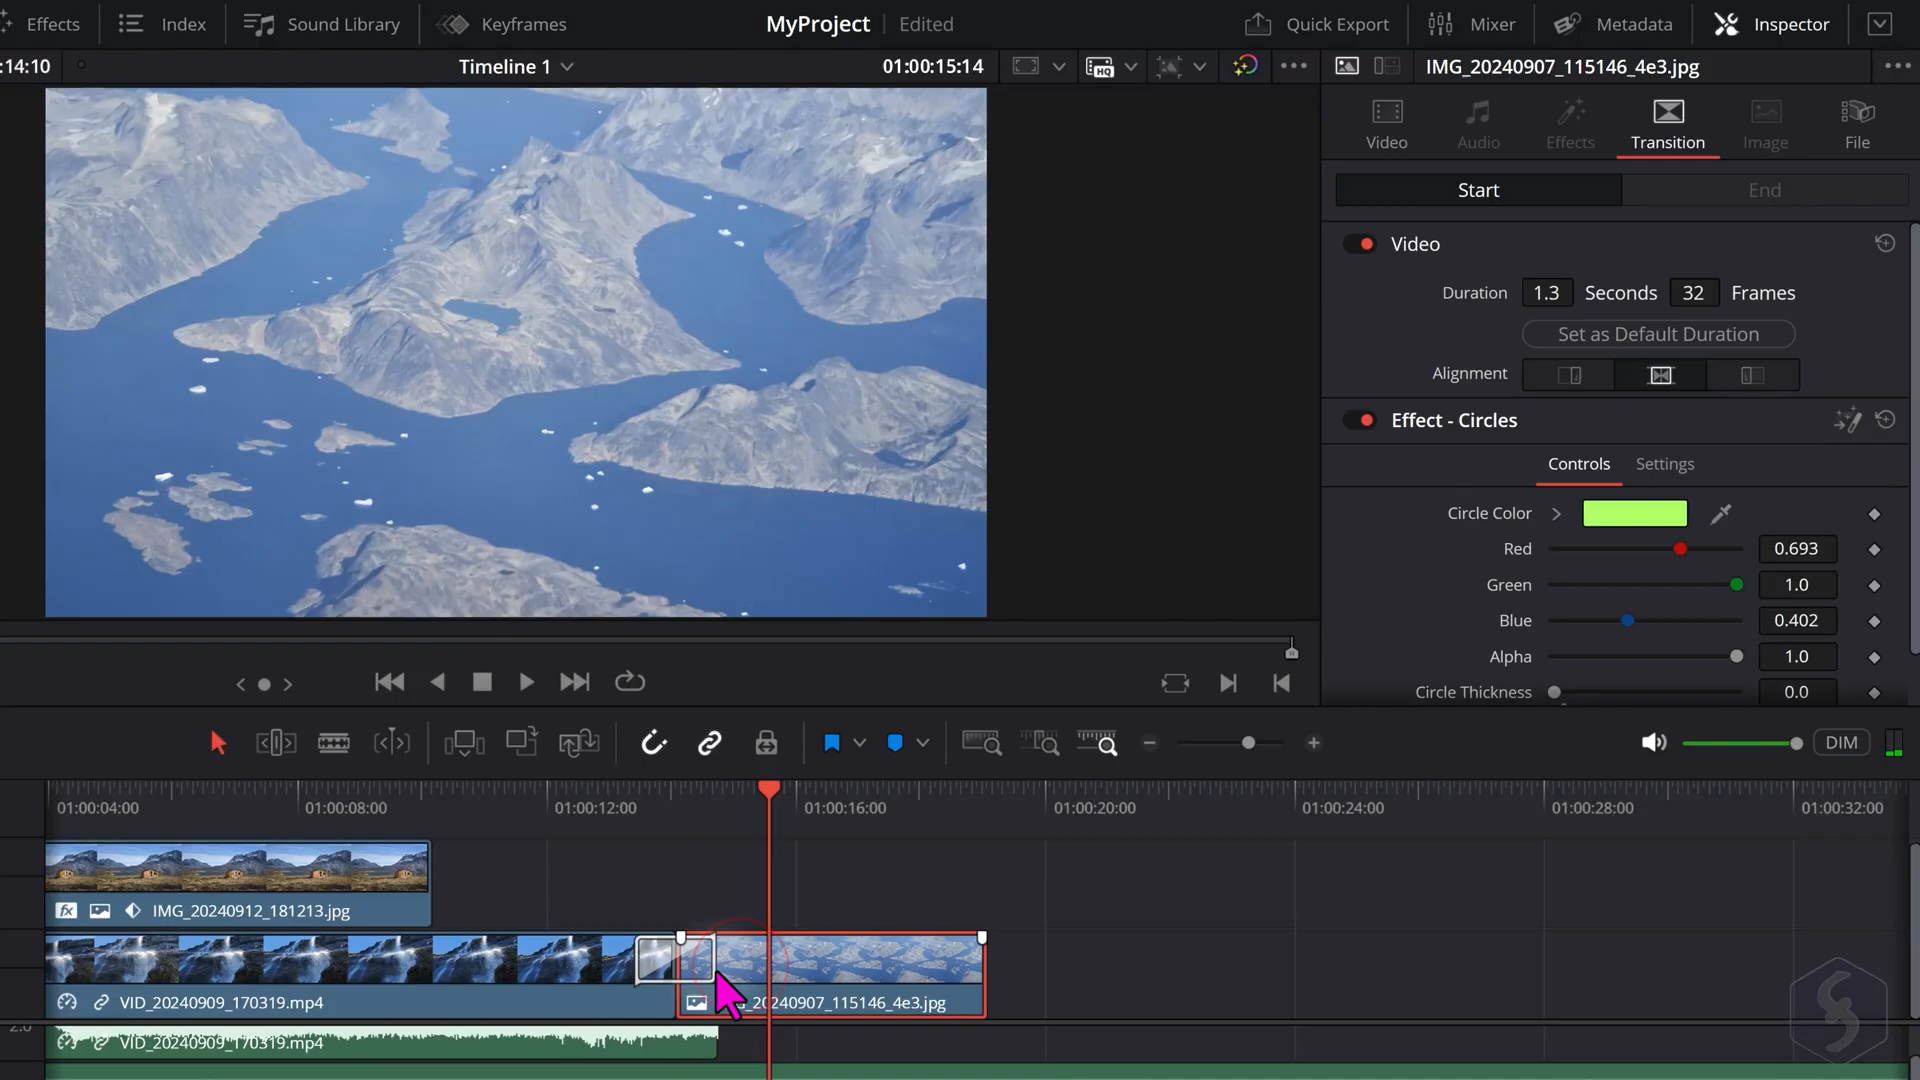 Effects
Index
Sound Library
Keyframes
MyProject
Edited
Quick Export
Mixer
Metadata
Inspector
:14:10
Timeline 1
01:00:15:14
HQ
IMG_20240907_115146_4e3.jpg
Video
Audio
Effects
Transition
Image
File
Start
End
Video
Duration 1.3 Seconds 32 Frames
Set as Default Duration
Alignment
Effect - Circles
Controls
Settings
Circle Color
Red 0.693
Green 1.0
Blue 0.402
Alpha 1.0
Circle Thickness 0.0
DIM
01:00:04:00
01:00:08:00
01:00:12:00
01:00:16:00
01:00:20:00
01:00:24:00
01:00:28:00
01:00:32:00
fx
IMG_20240912_181213.jpg
VID_20240909_170319.mp4
_20240907_115146_4e3.jpg
2.0
VID_20240909_170319.mp4